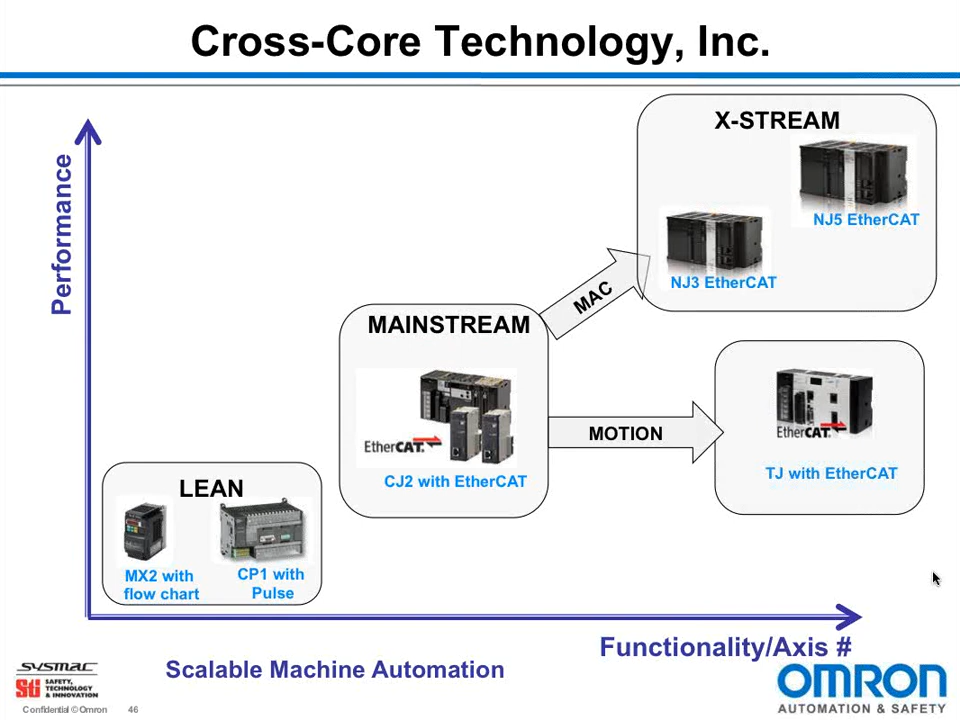 Cross-Core Technology, Inc.
Performance
X-STREAM
NJ5 EtherCAT
NJ3 EtherCAT
MAC
MAINSTREAM
EtherCAT
CJ2 with EtherCAT
MOTION
EtherCAT
TJ with EtherCAT
LEAN
MX2 with
flow chart
CP1 with
Pulse
Functionality/Axis #
Scalable Machine Automation
SYSMAC
Sti SAFETY,
TECHNOLOGY
& INNOVATION
OMRON
AUTOMATION & SAFETY
Confidential © Omron 46